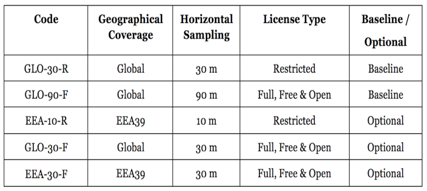 Code Geographical Coverage Horizontal Sampling License Type Baseline / Optional
GLO-30-R Global 30 m Restricted Baseline
GLO-90-F Global 90 m Full, Free & Open Baseline
EEA-10-R EEA39 10 m Restricted Optional
GLO-30-F Global 30 m Full, Free & Open Optional
EEA-30-F EEA39 30 m Full, Free & Open Optional